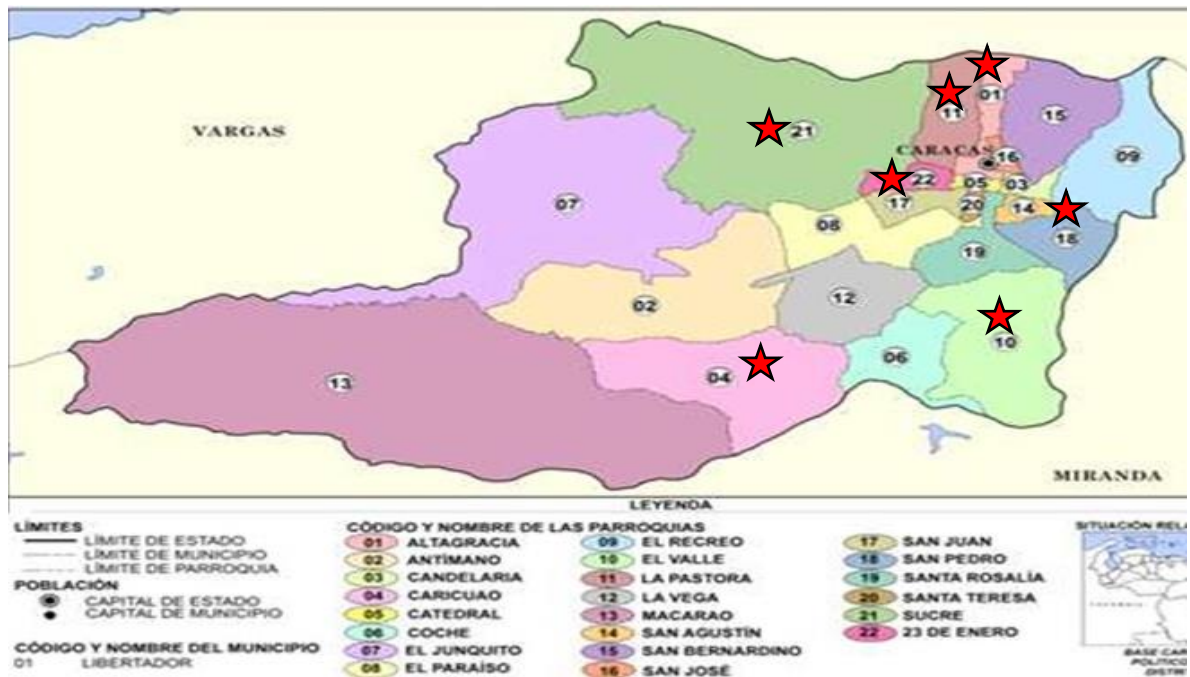 VARGAS
21
11
01
15
09
CARACAS
16
22
05
03
07
17
20
14
08
18
19
02
12
10
06
04
13
MIRANDA
LEYENDA
LÍMITES
LÍMITE DE ESTADO
LÍMITE DE MUNICIPIO
LÍMITE DE PARROQUIA
POBLACIÓN
CAPITAL DE ESTADO
CAPITAL DE MUNICIPIO
CÓDIGO Y NOMBRE DEL MUNICIPIO
01 LIBERTADOR
CÓDIGO Y NOMBRE DE LAS PARROQUIAS
01 ALTAGRACIA
02 ANTÍMANO
03 CANDELARIA
04 CARICUAO
05 CATEDRAL
06 COCHE
07 EL JUNQUITO
08 EL PARAÍSO
09 EL RECREO
10 EL VALLE
11 LA PASTORA
12 LA VEGA
13 MACARAO
14 SAN AGUSTÍN
15 SAN BERNARDINO
16 SAN JOSÉ
17 SAN JUAN
18 SAN PEDRO
19 SANTA ROSALÍA
20 SANTA TERESA
21 SUCRE
22 23 DE ENERO
SITUACIÓN RELA
BASE CAR
POLÍTICO
DISTR